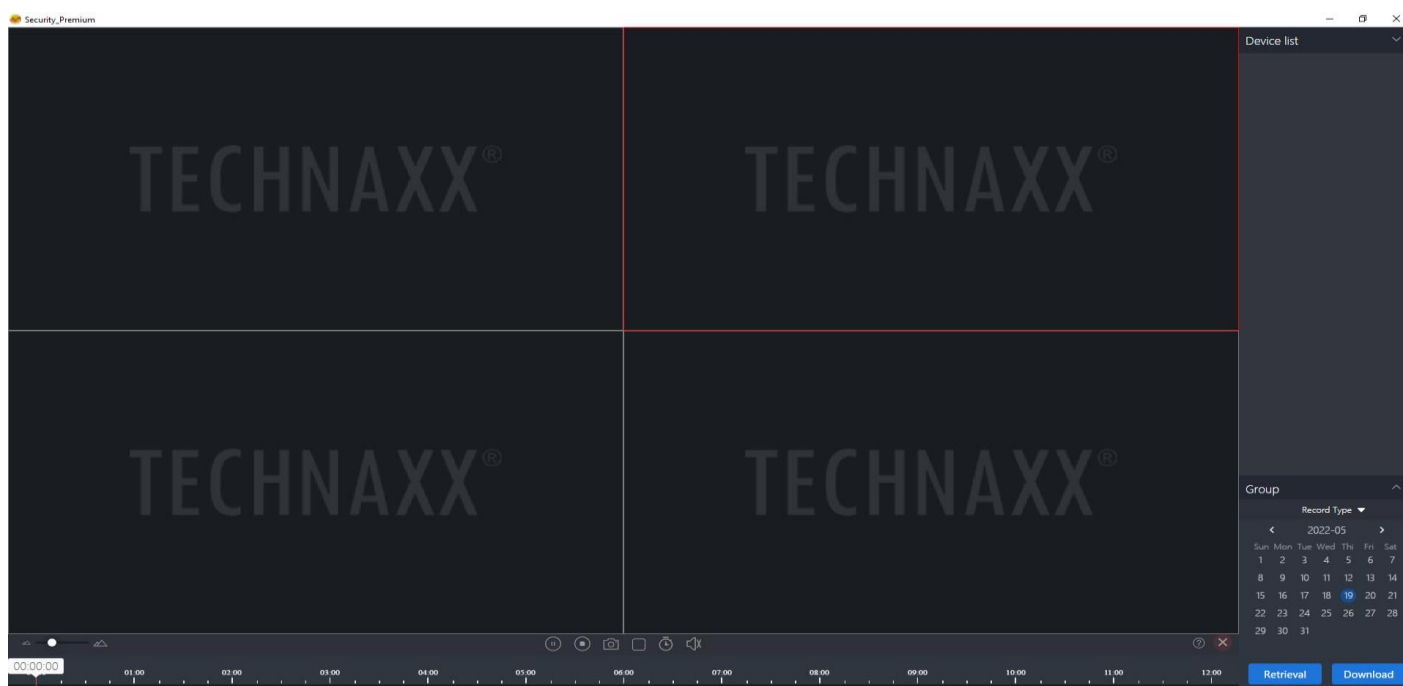 Security_Premium
Device list
TECHNAXX®
TECHNAXX®
TECHNAXX®
TECHNAXX®
Group
Record Type
2022-05
Sun Mon Tue Wed Thi Fri Sat
1 2 3 4 5 6 7
8 9 10 11 12 13 14
15 16 17 18 19 20 21
22 23 24 25 26 27 28
29 30 31
00:00:00
01:00 02:00 03:00 04:00 05:00 06:00 07:00 08:00 09:00 10:00 11:00 12:00
Retrieval Download